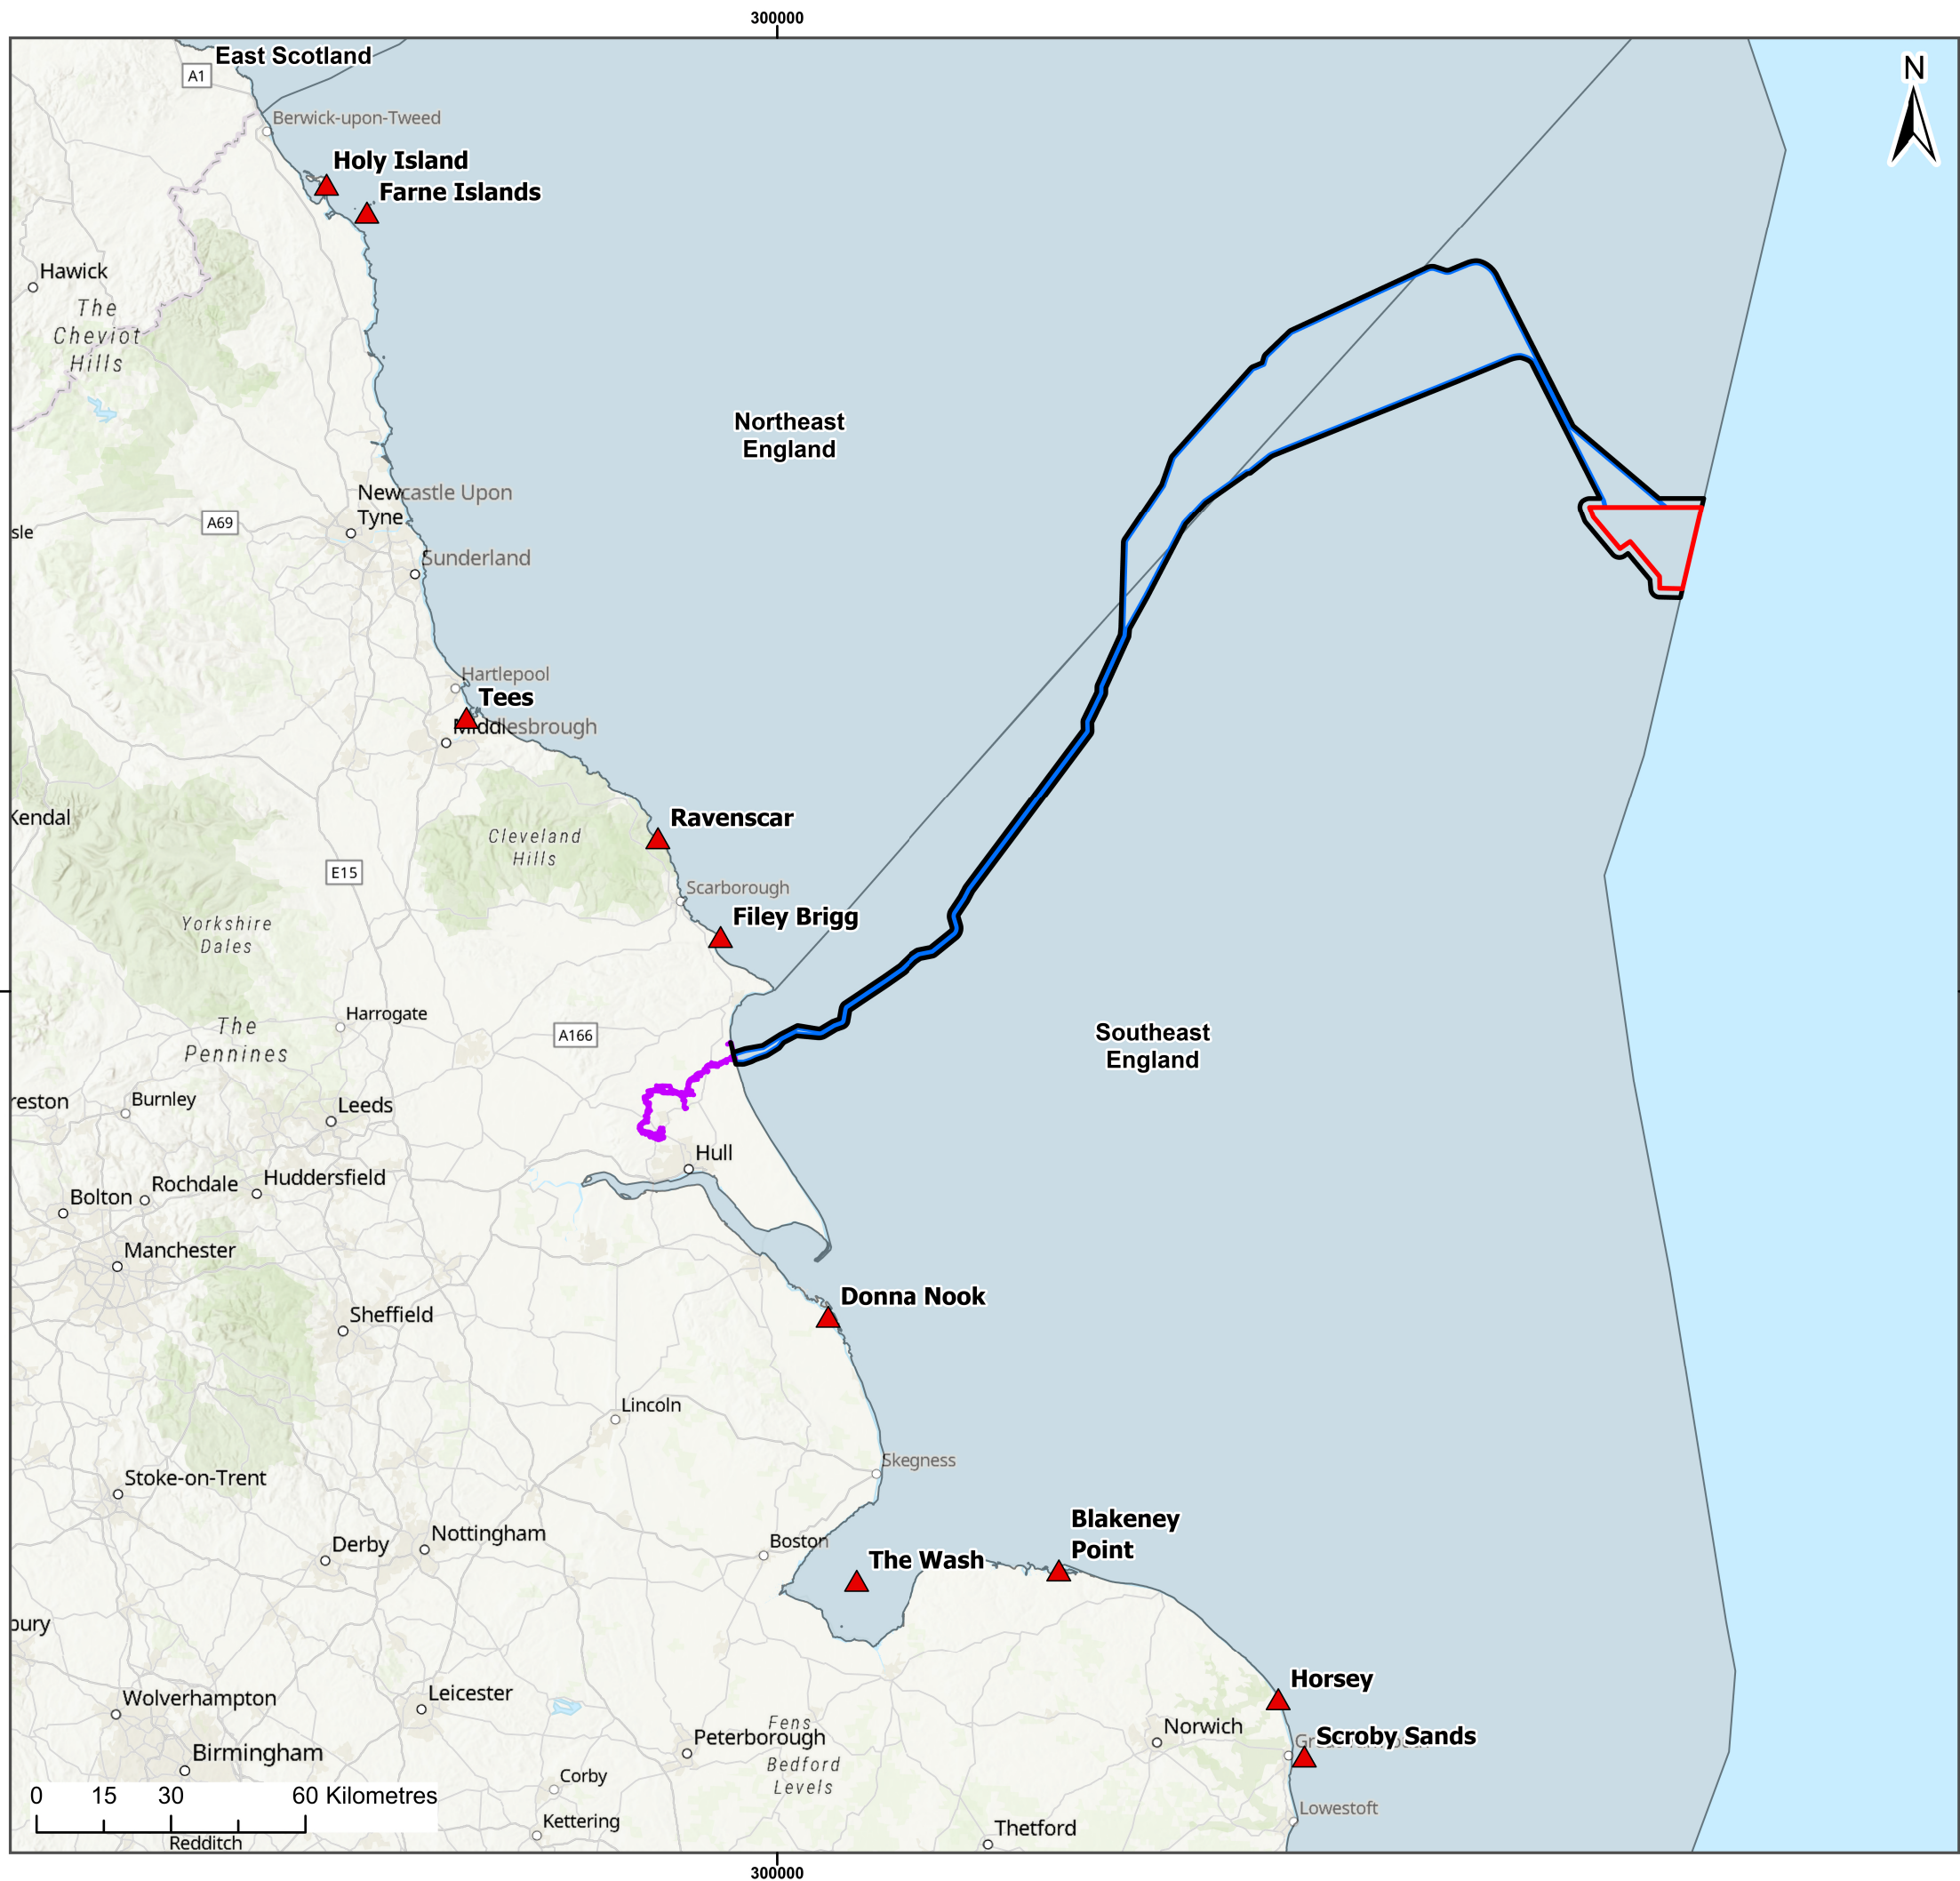 300000
East Scotland
A1
N
Berwick-upon-Tweed
Holy Island
Farne Islands
Hawick
The
Cheviot
Hills
Northeast
England
Newcastle Upon
Tyne
A69
sle
Sunderland
Hartlepool
Tees
Middlesbrough
Ravenscar
Kendal
Cleveland
Hills
E15
Scarborough
Filey Brigg
Yorkshire
Dales
Harrogate
The
Pennines
A166
Southeast
England
reston
Burnley
Leeds
Hull
Huddersfield
Rochdale
Bolton
Manchester
Donna Nook
Sheffield
Lincoln
Skegness
Stoke-on-Trent
Blakeney
Point
Nottingham
Derby
Boston
The Wash
bury
Horsey
Leicester
Wolverhampton
Fens
Norwich
Scroby Sands
Peterborough
Birmingham
Bedford
Levels
Corby
0 15 30 60 Kilometres
Lowestoft
Kettering
Thetford
Redditch
300000